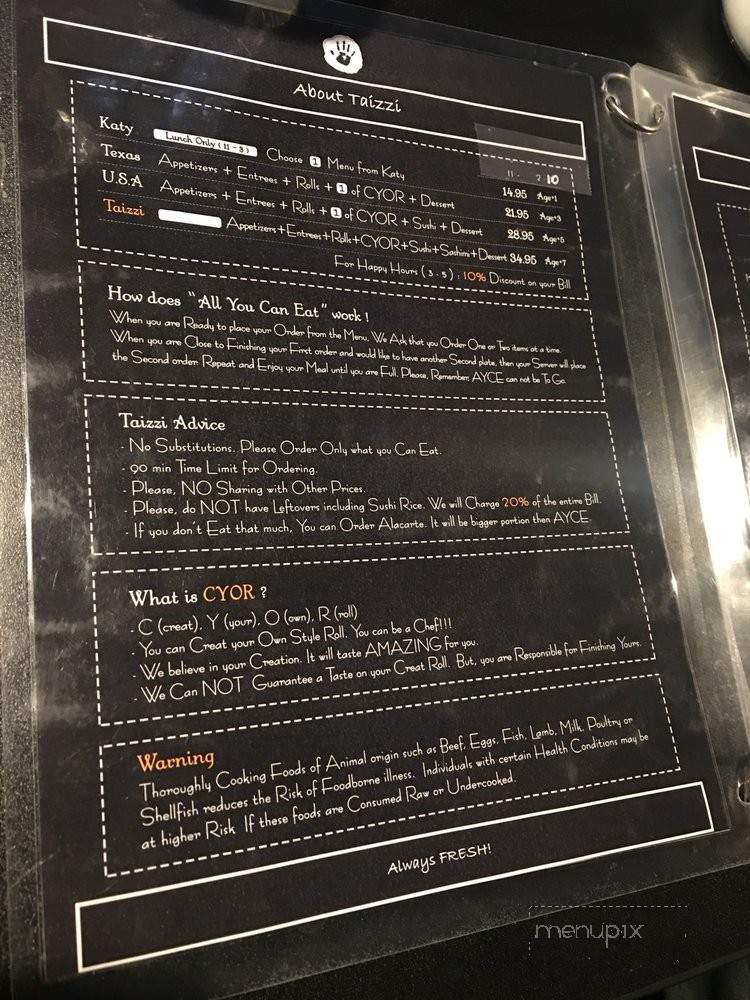 About Taizzi
Katy Lunch Only (11 - 3) Choose 1 Menu from Katy
Texas Appetizers + Entrees + Rolls + 1 of CYOR + Dessert 14.95 Age+1
U.S.A Appetizers + Entrees + Rolls + 1 of CYOR + Sushi + Dessert 21.95 Age+3
Taizzi Appetizers+Entrees+Rolls+CYOR+Sushi+Sashimi+Dessert 28.95 Age+5
34.95 Age+7
For Happy Hours (3 - 5) : 10% Discount on your Bill
How does "All You Can Eat" work !
When you are Ready to place your Order from the Menu, We Ask that you Order One or Two items at a time.
When you are Close to Finishing your First order and would like to have another Second plate, then your Server will place
the Second order. Repeat and Enjoy your Meal until you are Full. Please, Remember AYCE can not be To Go.
Taizzi Advice
- No Substitutions, Please Order Only what you Can Eat.
- 90 min Time Limit for Ordering.
- Please, NO Sharing with Other Prices.
- Please, do NOT have Leftovers including Sushi Rice. We will Charge 20% of the entire Bill.
- If you don't Eat that much, You can Order Alacarte. It will be bigger portion then AYCE
What is CYOR ?
- C (creat), Y (your), O (own), R (roll)
- You can Creat your Own Style Roll. You can be a Chef!!!
- We believe in your Creation. It will taste AMAZING for you.
- We Can NOT Guarantee a Taste on your Creat Roll. But, you are Responsible for Finishing Yours.
Warning
Thoroughly Cooking Foods of Animal origin such as Beef, Eggs, Fish, Lamb, Milk, Poultry or
Shellfish reduces the Risk of Foodborne illness. Individuals with certain Health Conditions may be
at higher Risk If these foods are Consumed Raw or Undercooked.
Always FRESH!
menupix